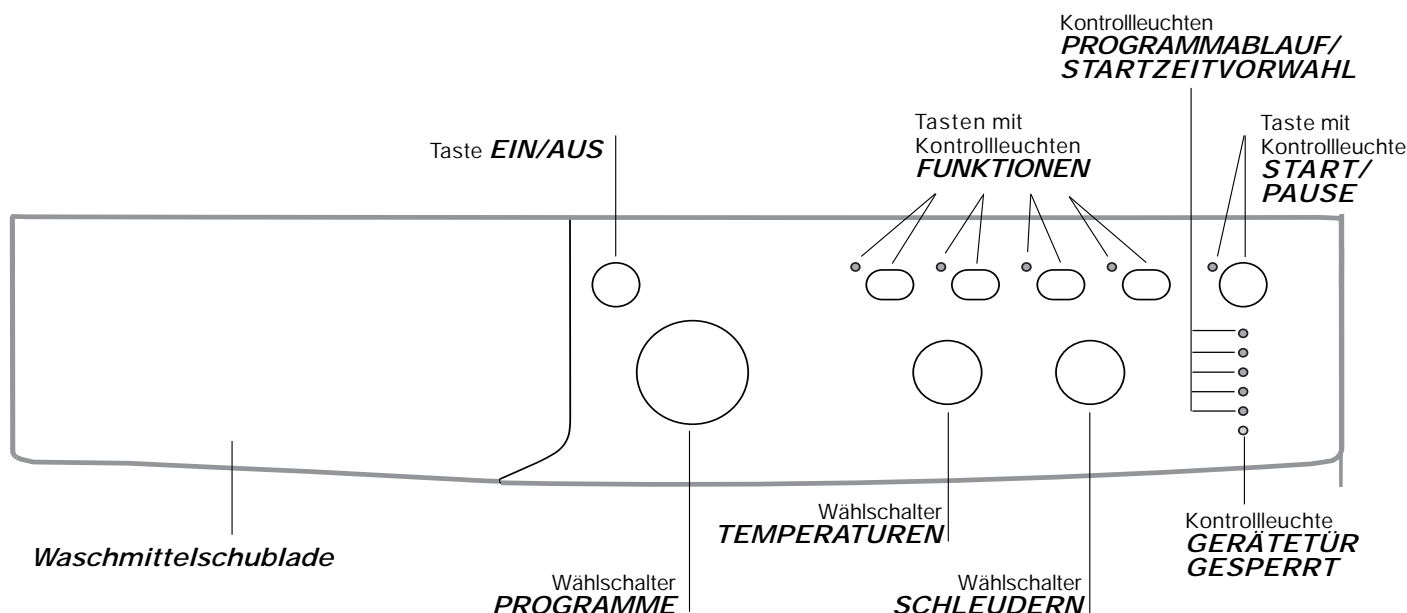 Kontrollleuchten
PROGRAMMABLAUF/
STARTZEITVORWAHL
Taste EIN/AUS
Tasten mit
Kontrollleuchten
FUNKTIONEN
Taste mit
Kontrollleuchte
START/
PAUSE
Waschmittelschublade
Wählschalter
PROGRAMME
Wählschalter
TEMPERATUREN
Wählschalter
SCHLEUDERN
Kontrollleuchte
GERÄTETÜR
GESPERRT